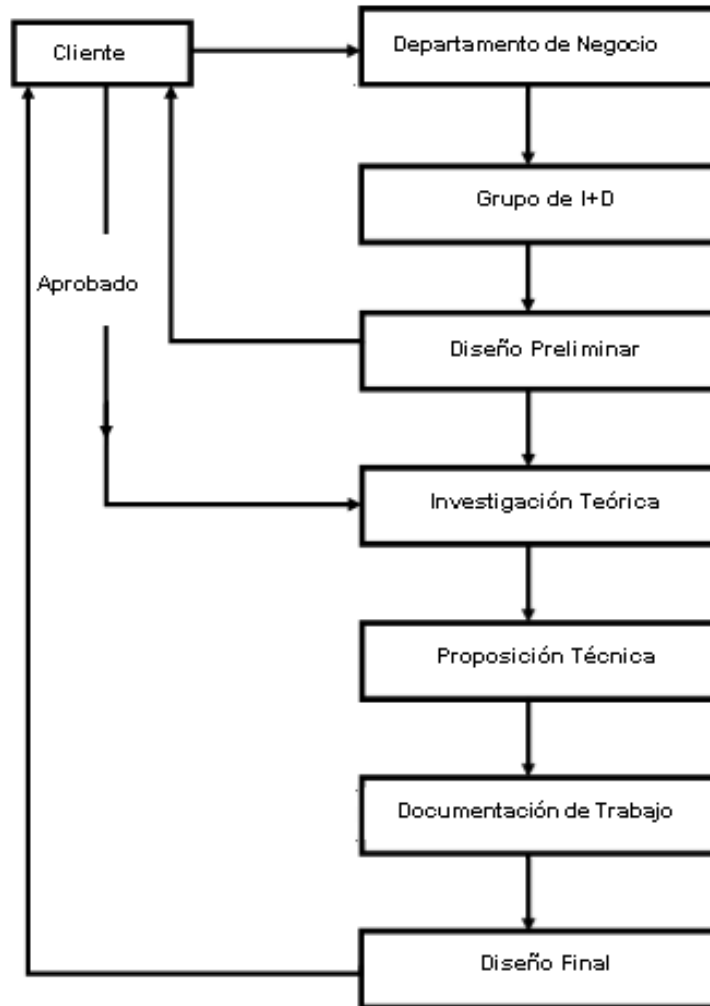 Cliente
Departamento de Negocio
Grupo de I+D
Aprobado
Diseño Preliminar
Investigación Teórica
Proposición Técnica
Documentación de Trabajo
Diseño Final